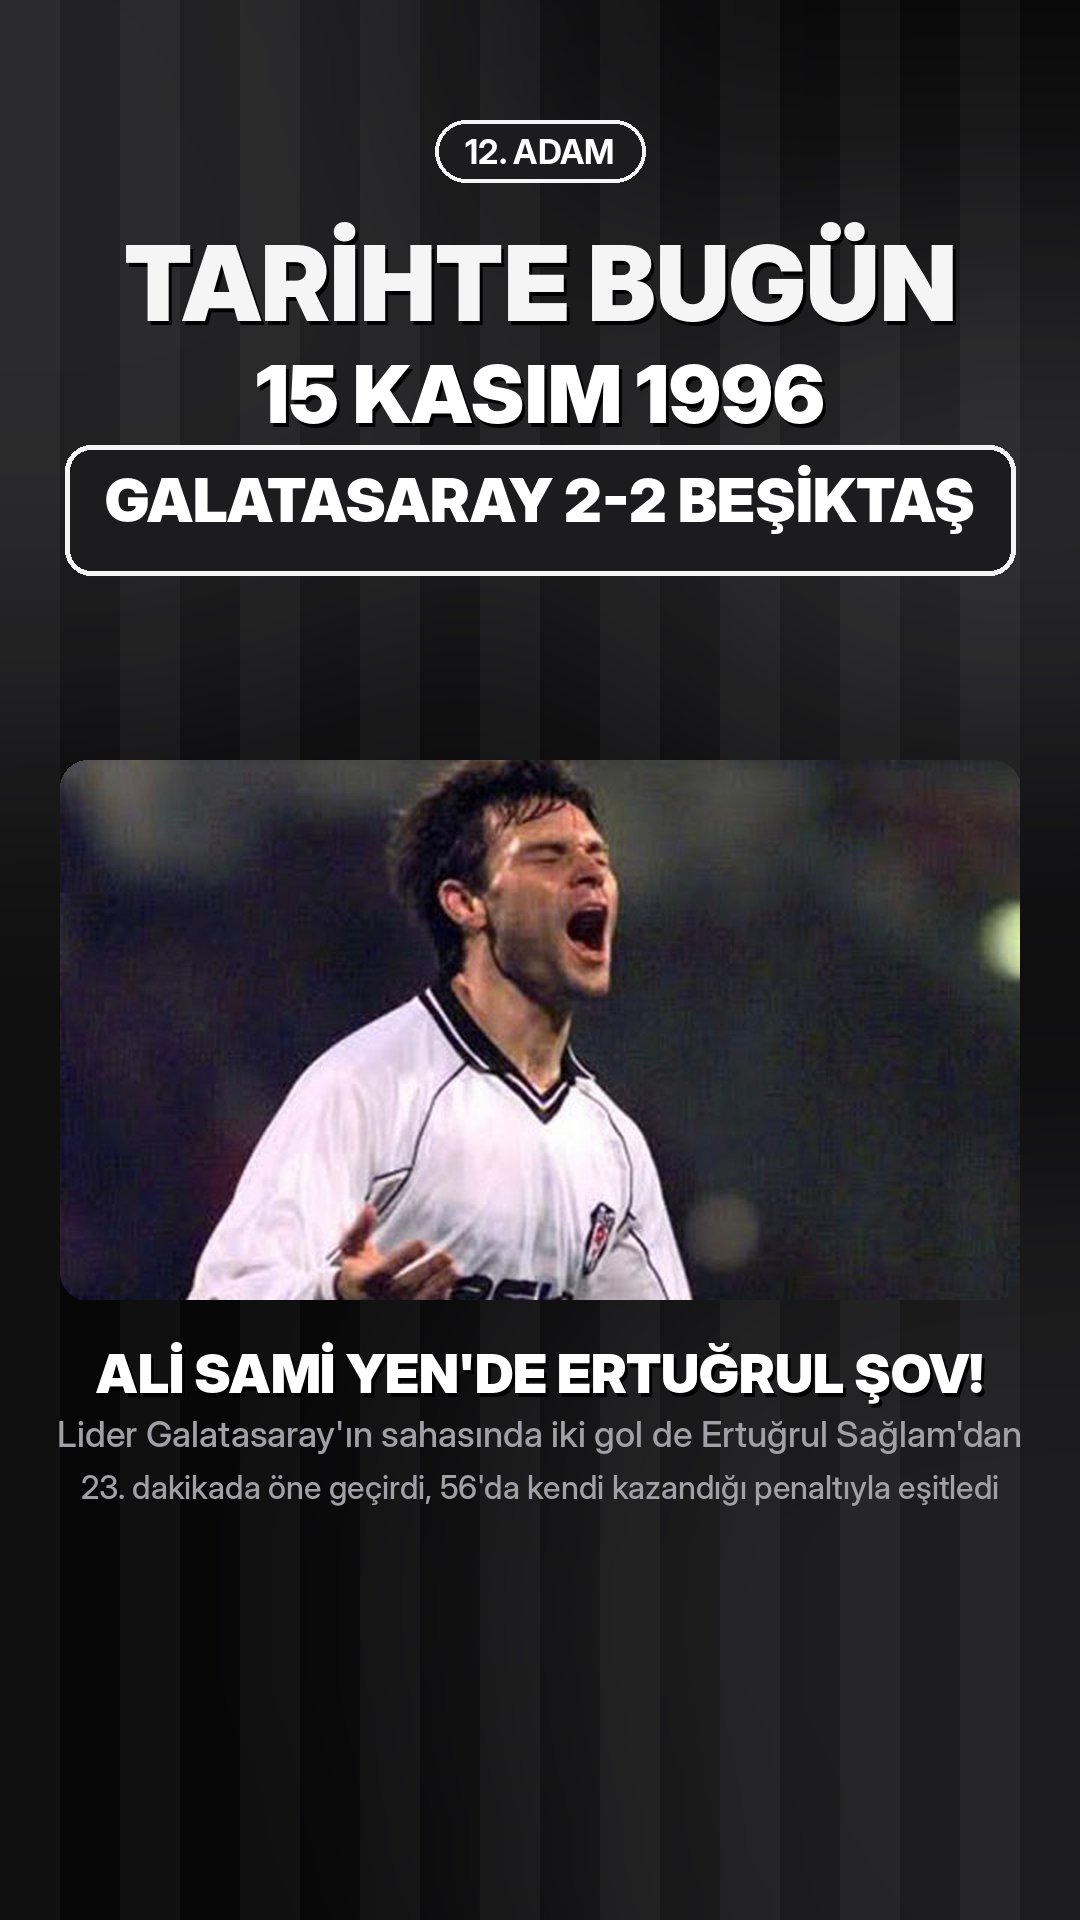 12. ADAM
TARİHTE BUGÜN
15 KASIM 1996
GALATASARAY 2-2 BEŞİKTAŞ
ALİ SAMİ YEN'DE ERTUĞRUL ŞOV!
Lider Galatasaray'ın sahasında iki gol de Ertuğrul Sağlam'dan
23. dakikada öne geçirdi, 56'da kendi kazandığı penaltıyla eşitledi